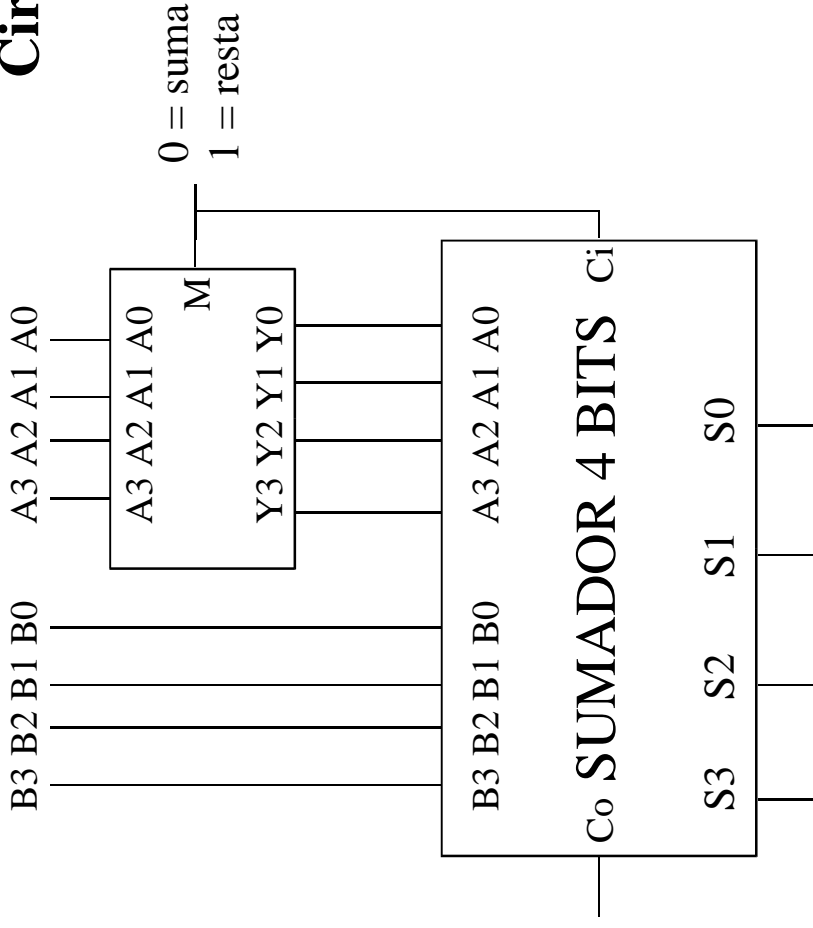 Cir
0 = suma
1 = resta
B3 B2 B1 B0 A3 A2 A1 A0
A3 A2 A1 A0
M
Y3 Y2 Y1 Y0
B3 B2 B1 B0 A3 A2 A1 A0
Co SUMADOR 4 BITS Ci
S3 S2 S1 S0